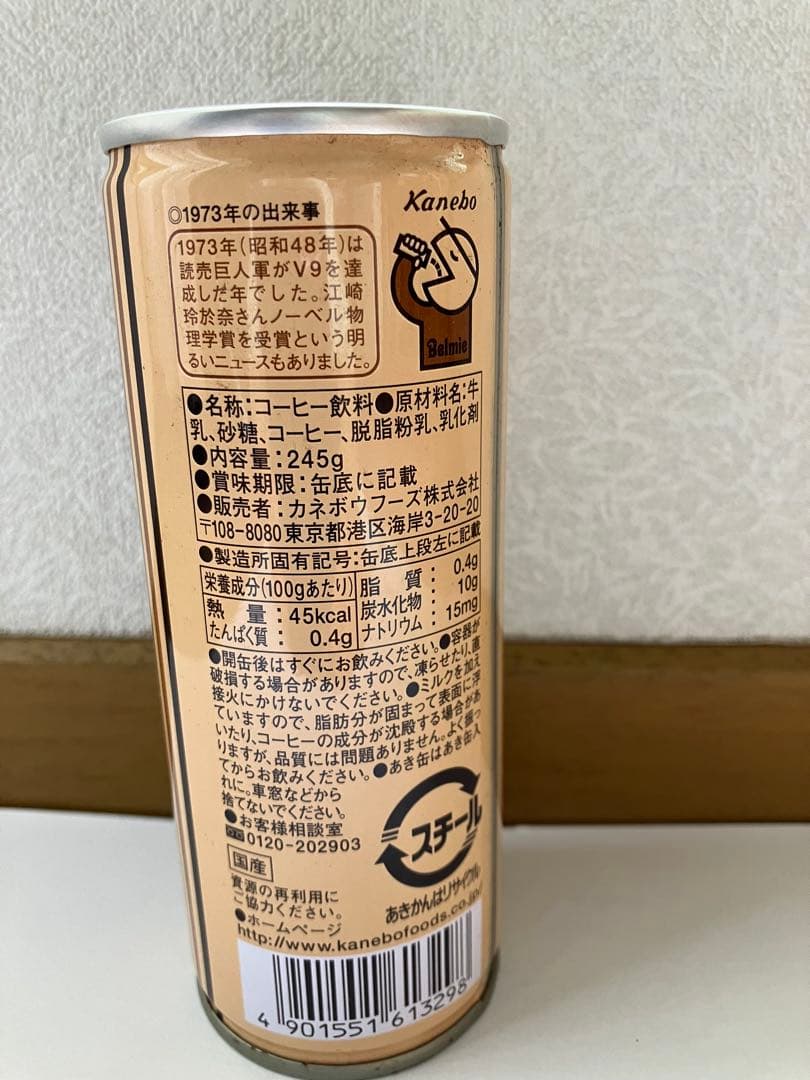 ◎1973年の出来事
1973年(昭和48年)は
読売巨人軍がV9を達
成しだ年でした。江崎
玲於奈さんノーベル物
理学賞を受賞という明
るいニュースもありました。
Kanebo
Belmie
●名称:コーヒー飲料●原材料名:牛
乳、砂糖、コーヒー、脱脂粉乳、乳化剤
●内容量:245g
●賞味期限:缶底に記載
●販売者:カネボウフーズ株式会社
〒108-8080東京都港区海岸3-20-20
●製造所固有記号:缶底上段左に記載
栄養成分(100gあたり)
熱量:45kcal
たんぱく質:0.4g
脂質:0.4g
炭水化物:10g
ナトリウム:15mg
●開缶後はすぐにお飲みください。●容器が
破損する場合がありますので、凍らせたり、直
接火にかけないでください。●ミルクを加え
ていますので、脂肪分が固まって表面に浮
いたり、コーヒーの成分が沈殿する場合があ
りますが、品質には問題ありません。よく振っ
てからお飲みください。●あき缶はあき缶入
れに。車窓などから
捨てないでください。
●お客様相談室
0120-202903
国産
資源の再利用に
ご協力ください。
●ホームページ
http://www.kanebofoods.co.jp/
スチール
あきかんはリサイクル
4 901551 613298